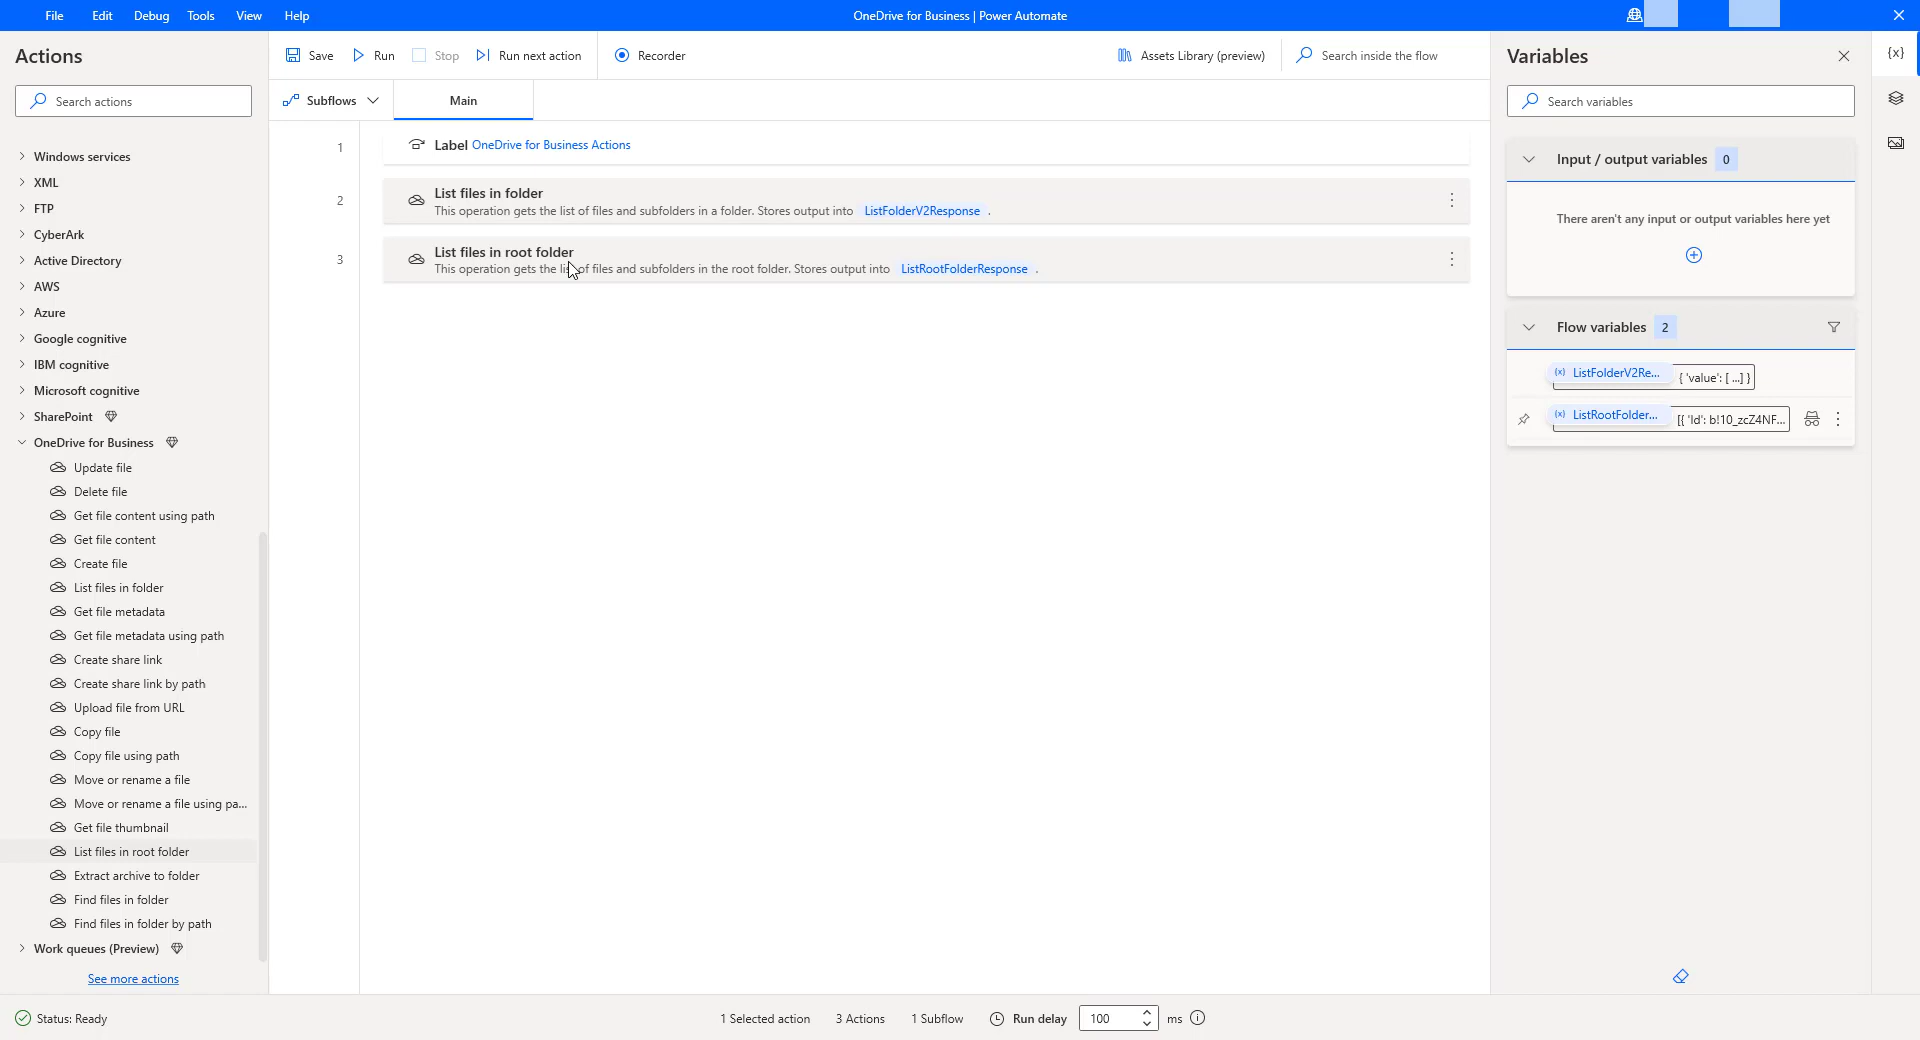 File Edit Debug Tools View Help
OneDrive for Business | Power Automate
Actions
Search actions
Windows services
XML
FTP
CyberArk
Active Directory
AWS
Azure
Google cognitive
IBM cognitive
Microsoft cognitive
SharePoint
OneDrive for Business
Update file
Delete file
Get file content using path
Get file content
Create file
List files in folder
Get file metadata
Get file metadata using path
Create share link
Create share link by path
Upload file from URL
Copy file
Copy file using path
Move or rename a file
Move or rename a file using pa...
Get file thumbnail
List files in root folder
Extract archive to folder
Find files in folder
Find files in folder by path
Work queues (Preview)
See more actions
Save Run Stop Run next action Recorder
Assets Library (preview) Search inside the flow
Subflows Main
1 Label OneDrive for Business Actions
2 List files in folder
This operation gets the list of files and subfolders in a folder. Stores output into ListFolderV2Response .
3 List files in root folder
This operation gets the list of files and subfolders in the root folder. Stores output into ListRootFolderResponse .
Variables
{x}
Search variables
Input / output variables 0
There aren't any input or output variables here yet
Flow variables 2
(x) ListFolderV2Re... { 'value': [ ...] }
(x) ListRootFolder... [{ 'Id': b!10_zcZ4NF...
Status: Ready 1 Selected action 3 Actions 1 Subflow Run delay 100 ms